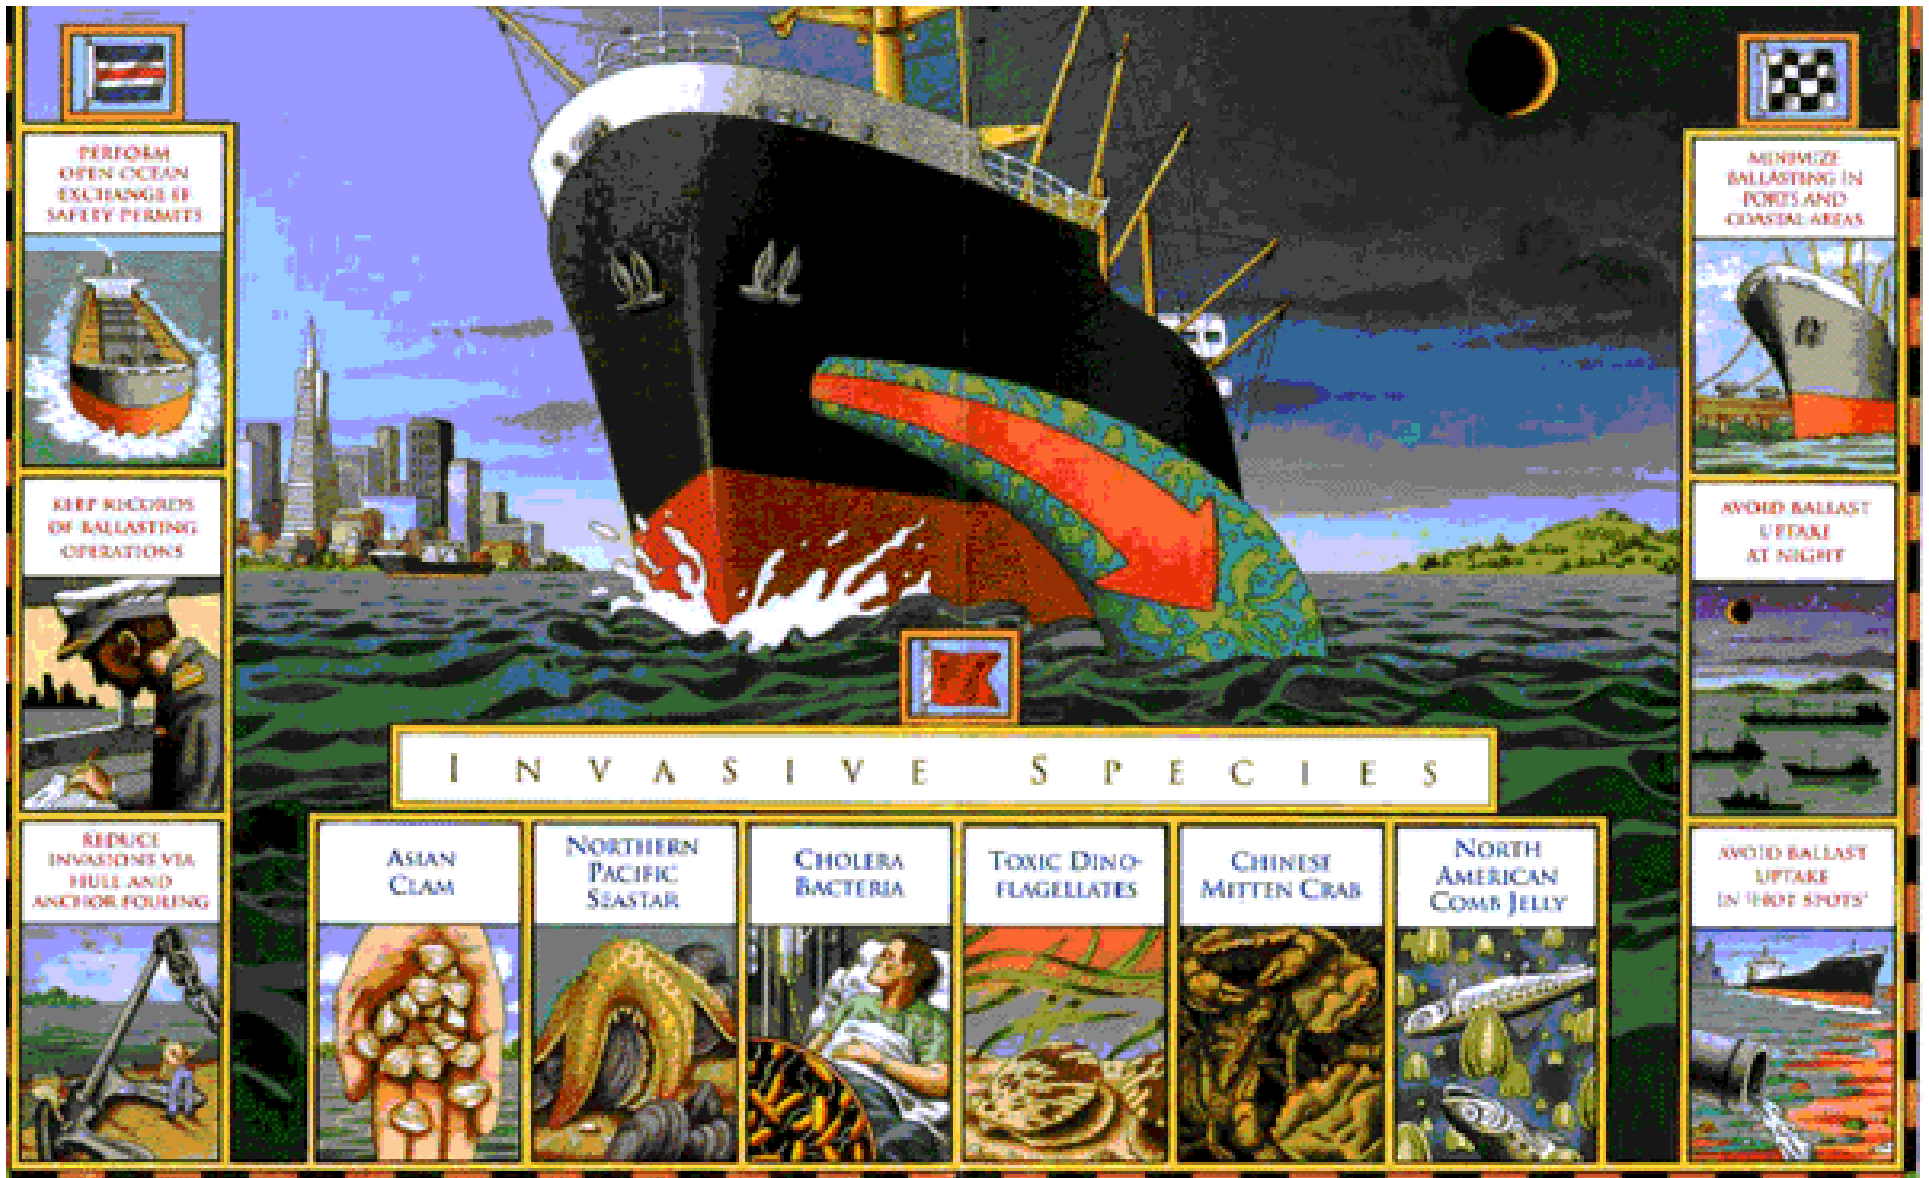 PERFORM
OPEN OCEAN
EXCHANGE IF
SAFETY PERMITS
KEEP RECORDS
OF BALLASTING
OPERATIONS
REDUCE
INVASIONS VIA
HULL AND
ANCHOR FOULING
MINIMIZE
BALLASTING IN
PORTS AND
COASTAL AREAS
AVOID BALLAST
UPTAKE
AT NIGHT
AVOID BALLAST
UPTAKE
IN 'HOT SPOTS'
INVASIVE SPECIES
ASIAN
CLAM
NORTHERN
PACIFIC
SEASTAR
CHOLERA
BACTERIA
TOXIC DINO-
FLAGELLATES
CHINESE
MITTEN CRAB
NORTH
AMERICAN
COMB JELLY